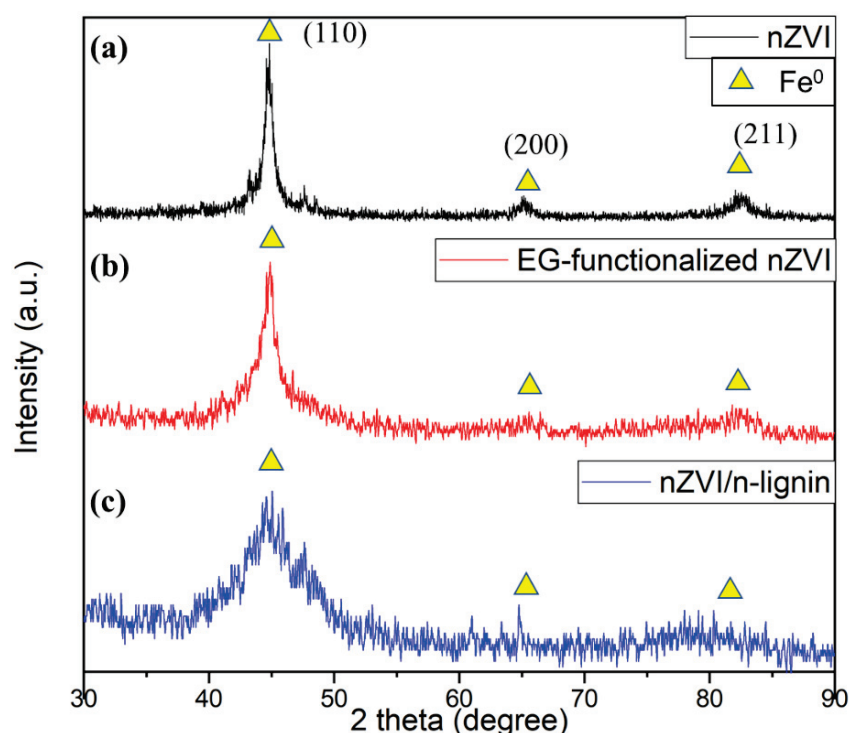 (a)
(110)
nZVI
Fe⁰
(200)
(211)
(b)
EG-functionalized nZVI
(c)
nZVI/n-lignin
Intensity (a.u.)
30 40 50 60 70 80 90
2 theta (degree)